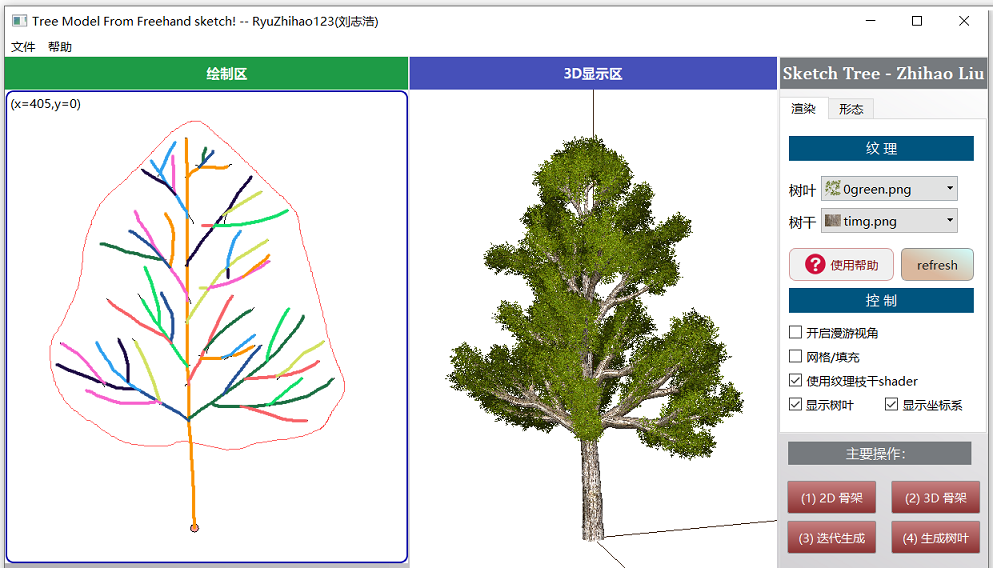 Tree Model From Freehand sketch! -- RyuZhihao123(刘志浩)
文件 帮助
绘制区
3D显示区
Sketch Tree - Zhihao Liu
(x=405,y=0)
渲染 形态
纹 理
树叶 0green.png
树干 timg.png
? 使用帮助 refresh
控 制
开启漫游视角
网格/填充
使用纹理枝干shader
显示树叶 显示坐标系
主要操作:
(1) 2D 骨架 (2) 3D 骨架
(3) 迭代生成 (4) 生成树叶